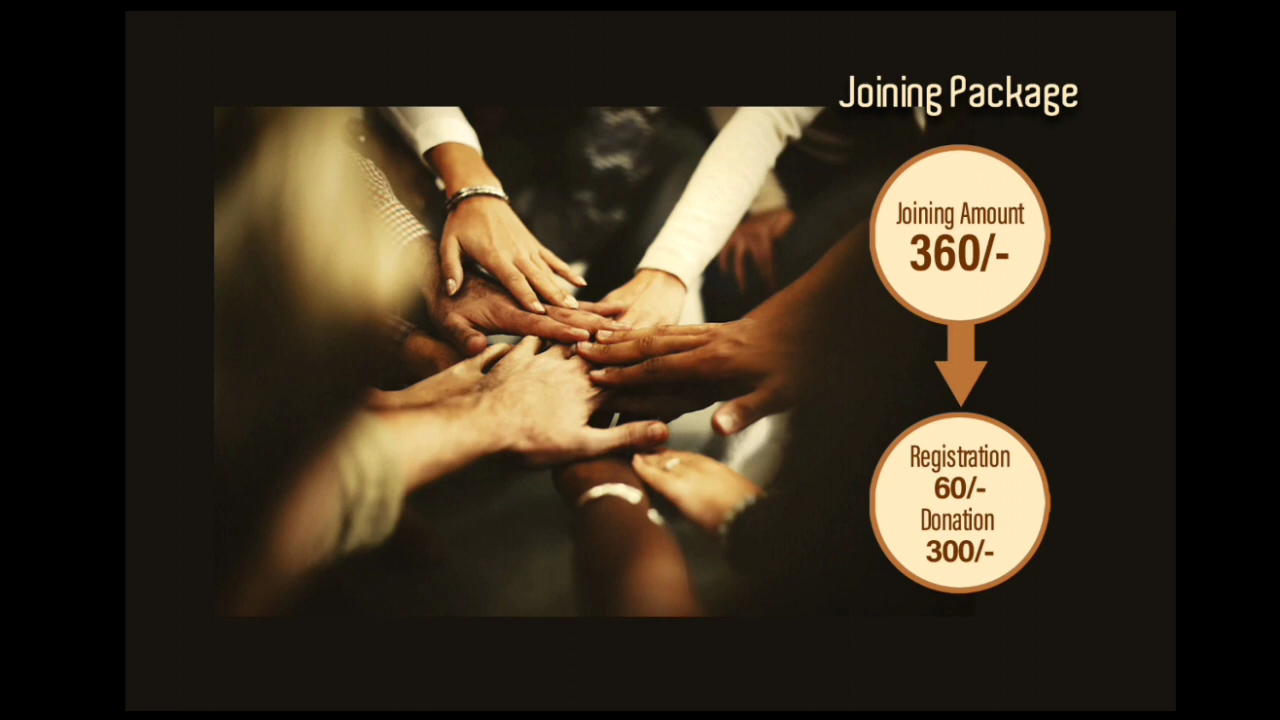 Joining Package
Joining Amount
360/-
Registration
60/-
Donation
300/-